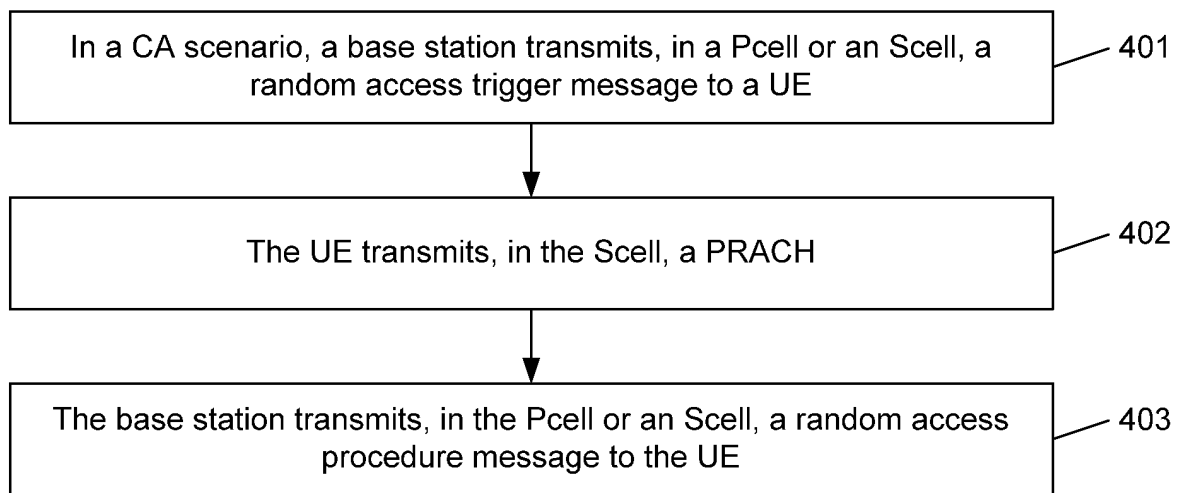 In a CA scenario, a base station transmits, in a Pcell or an Scell, a
random access trigger message to a UE
401
The UE transmits, in the Scell, a PRACH
402
The base station transmits, in the Pcell or an Scell, a random access
procedure message to the UE
403